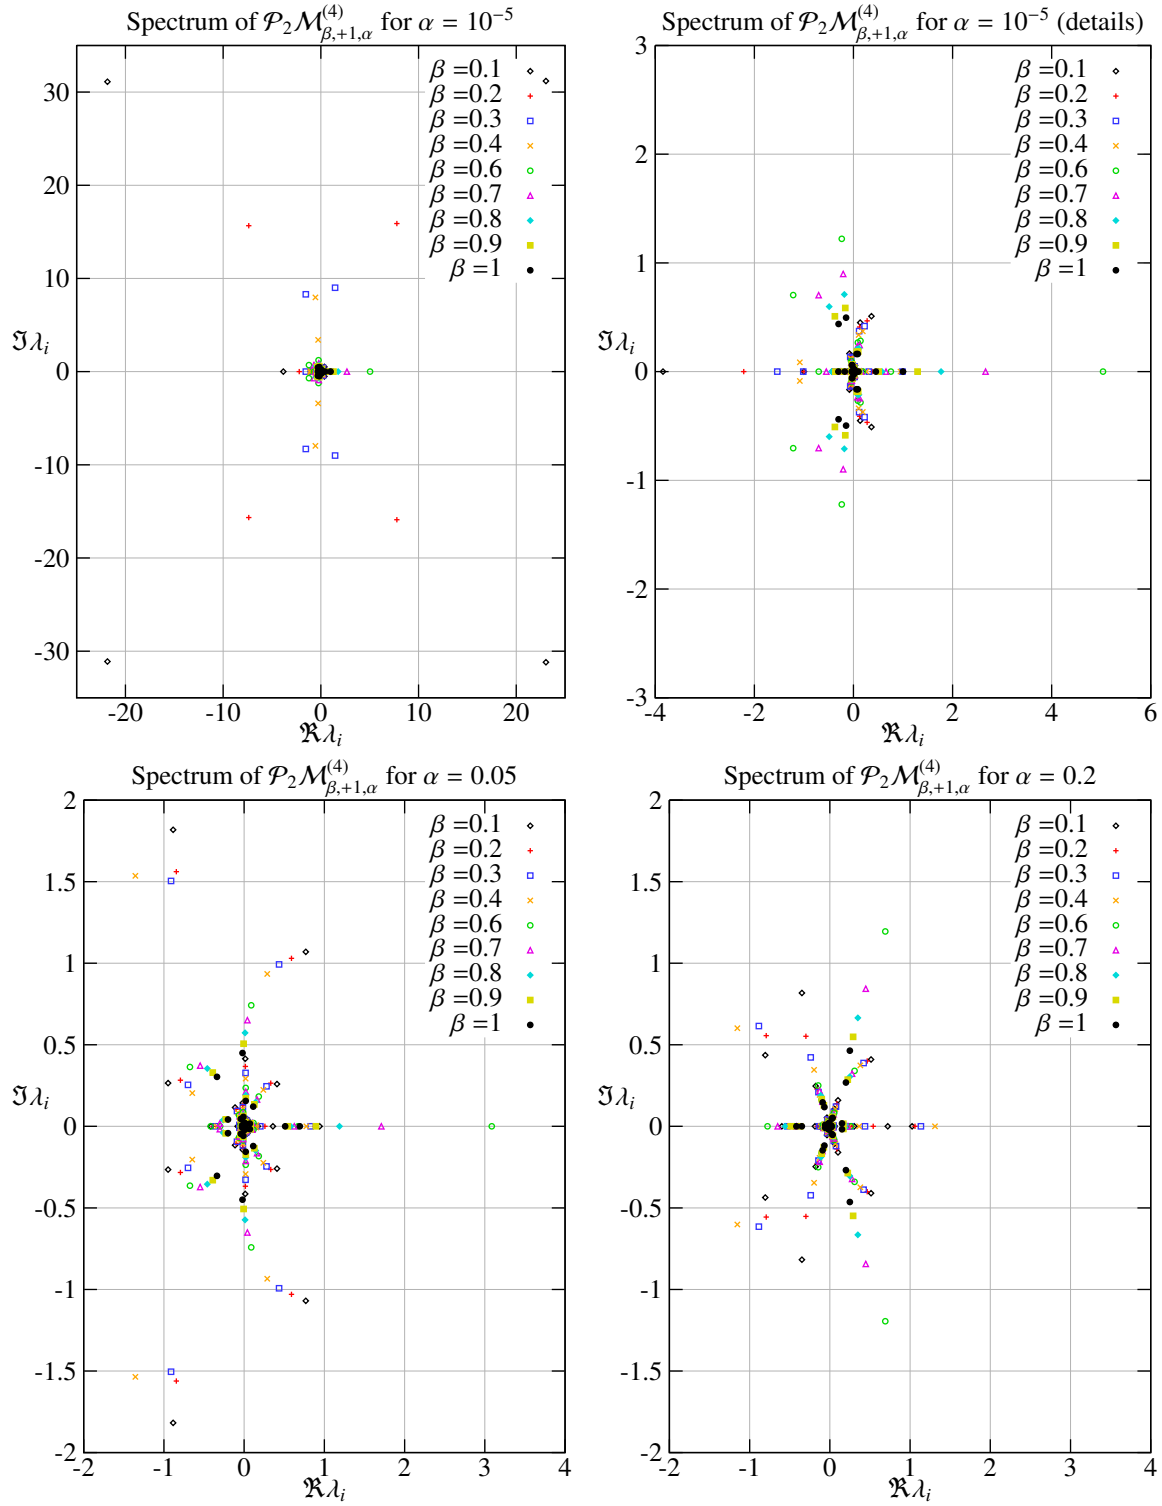 Spectrum of 𝒫₂ℳ^(4)_β,+1,α for α = 10⁻⁵
β =0.1
β =0.2
β =0.3
β =0.4
β =0.6
β =0.7
β =0.8
β =0.9
β =1
30
20
10
0
-10
-20
-30
ℑλᵢ
-20 -10 0 10 20
ℜλᵢ
Spectrum of 𝒫₂ℳ^(4)_β,+1,α for α = 10⁻⁵ (details)
β =0.1
β =0.2
β =0.3
β =0.4
β =0.6
β =0.7
β =0.8
β =0.9
β =1
3
2
1
0
-1
-2
-3
ℑλᵢ
-4 -2 0 2 4 6
ℜλᵢ
Spectrum of 𝒫₂ℳ^(4)_β,+1,α for α = 0.05
β =0.1
β =0.2
β =0.3
β =0.4
β =0.6
β =0.7
β =0.8
β =0.9
β =1
2
1.5
1
0.5
0
-0.5
-1
-1.5
-2
ℑλᵢ
-2 -1 0 1 2 3 4
ℜλᵢ
Spectrum of 𝒫₂ℳ^(4)_β,+1,α for α = 0.2
β =0.1
β =0.2
β =0.3
β =0.4
β =0.6
β =0.7
β =0.8
β =0.9
β =1
2
1.5
1
0.5
0
-0.5
-1
-1.5
-2
ℑλᵢ
-2 -1 0 1 2 3 4
ℜλᵢ